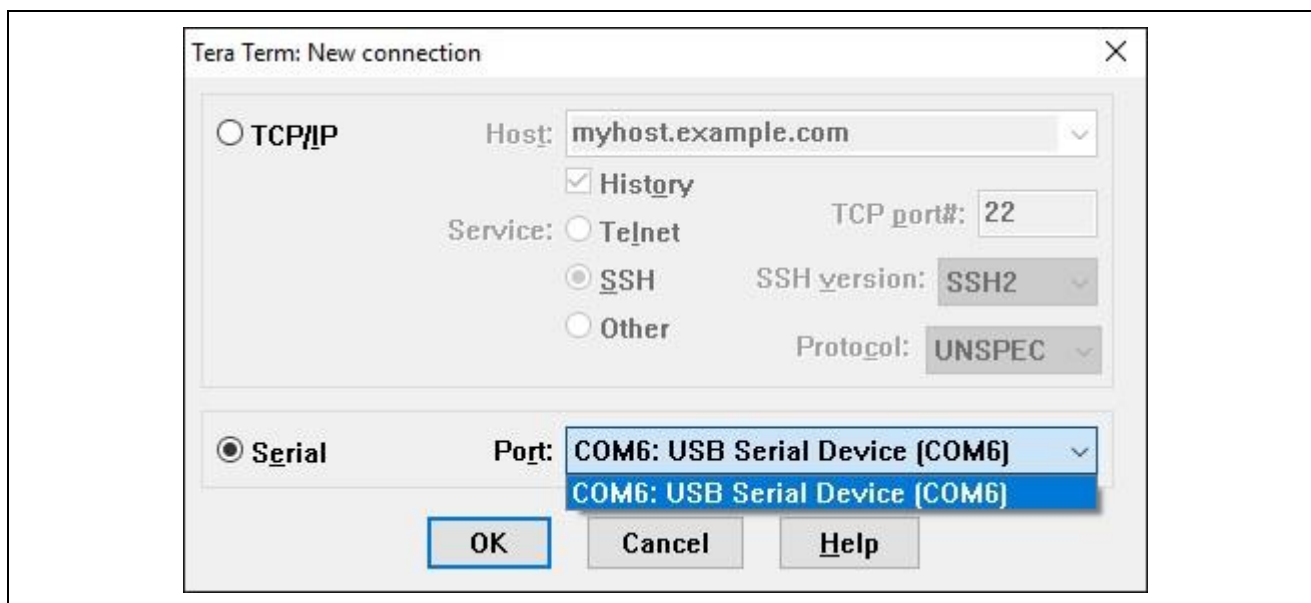 Tera Term: New connection
TCP/IP Host: myhost.example.com
History
Service: Telnet TCP port#: 22
SSH SSH version: SSH2
Other Protocol: UNSPEC
Serial Port: COM6: USB Serial Device (COM6)
COM6: USB Serial Device (COM6)
OK Cancel Help